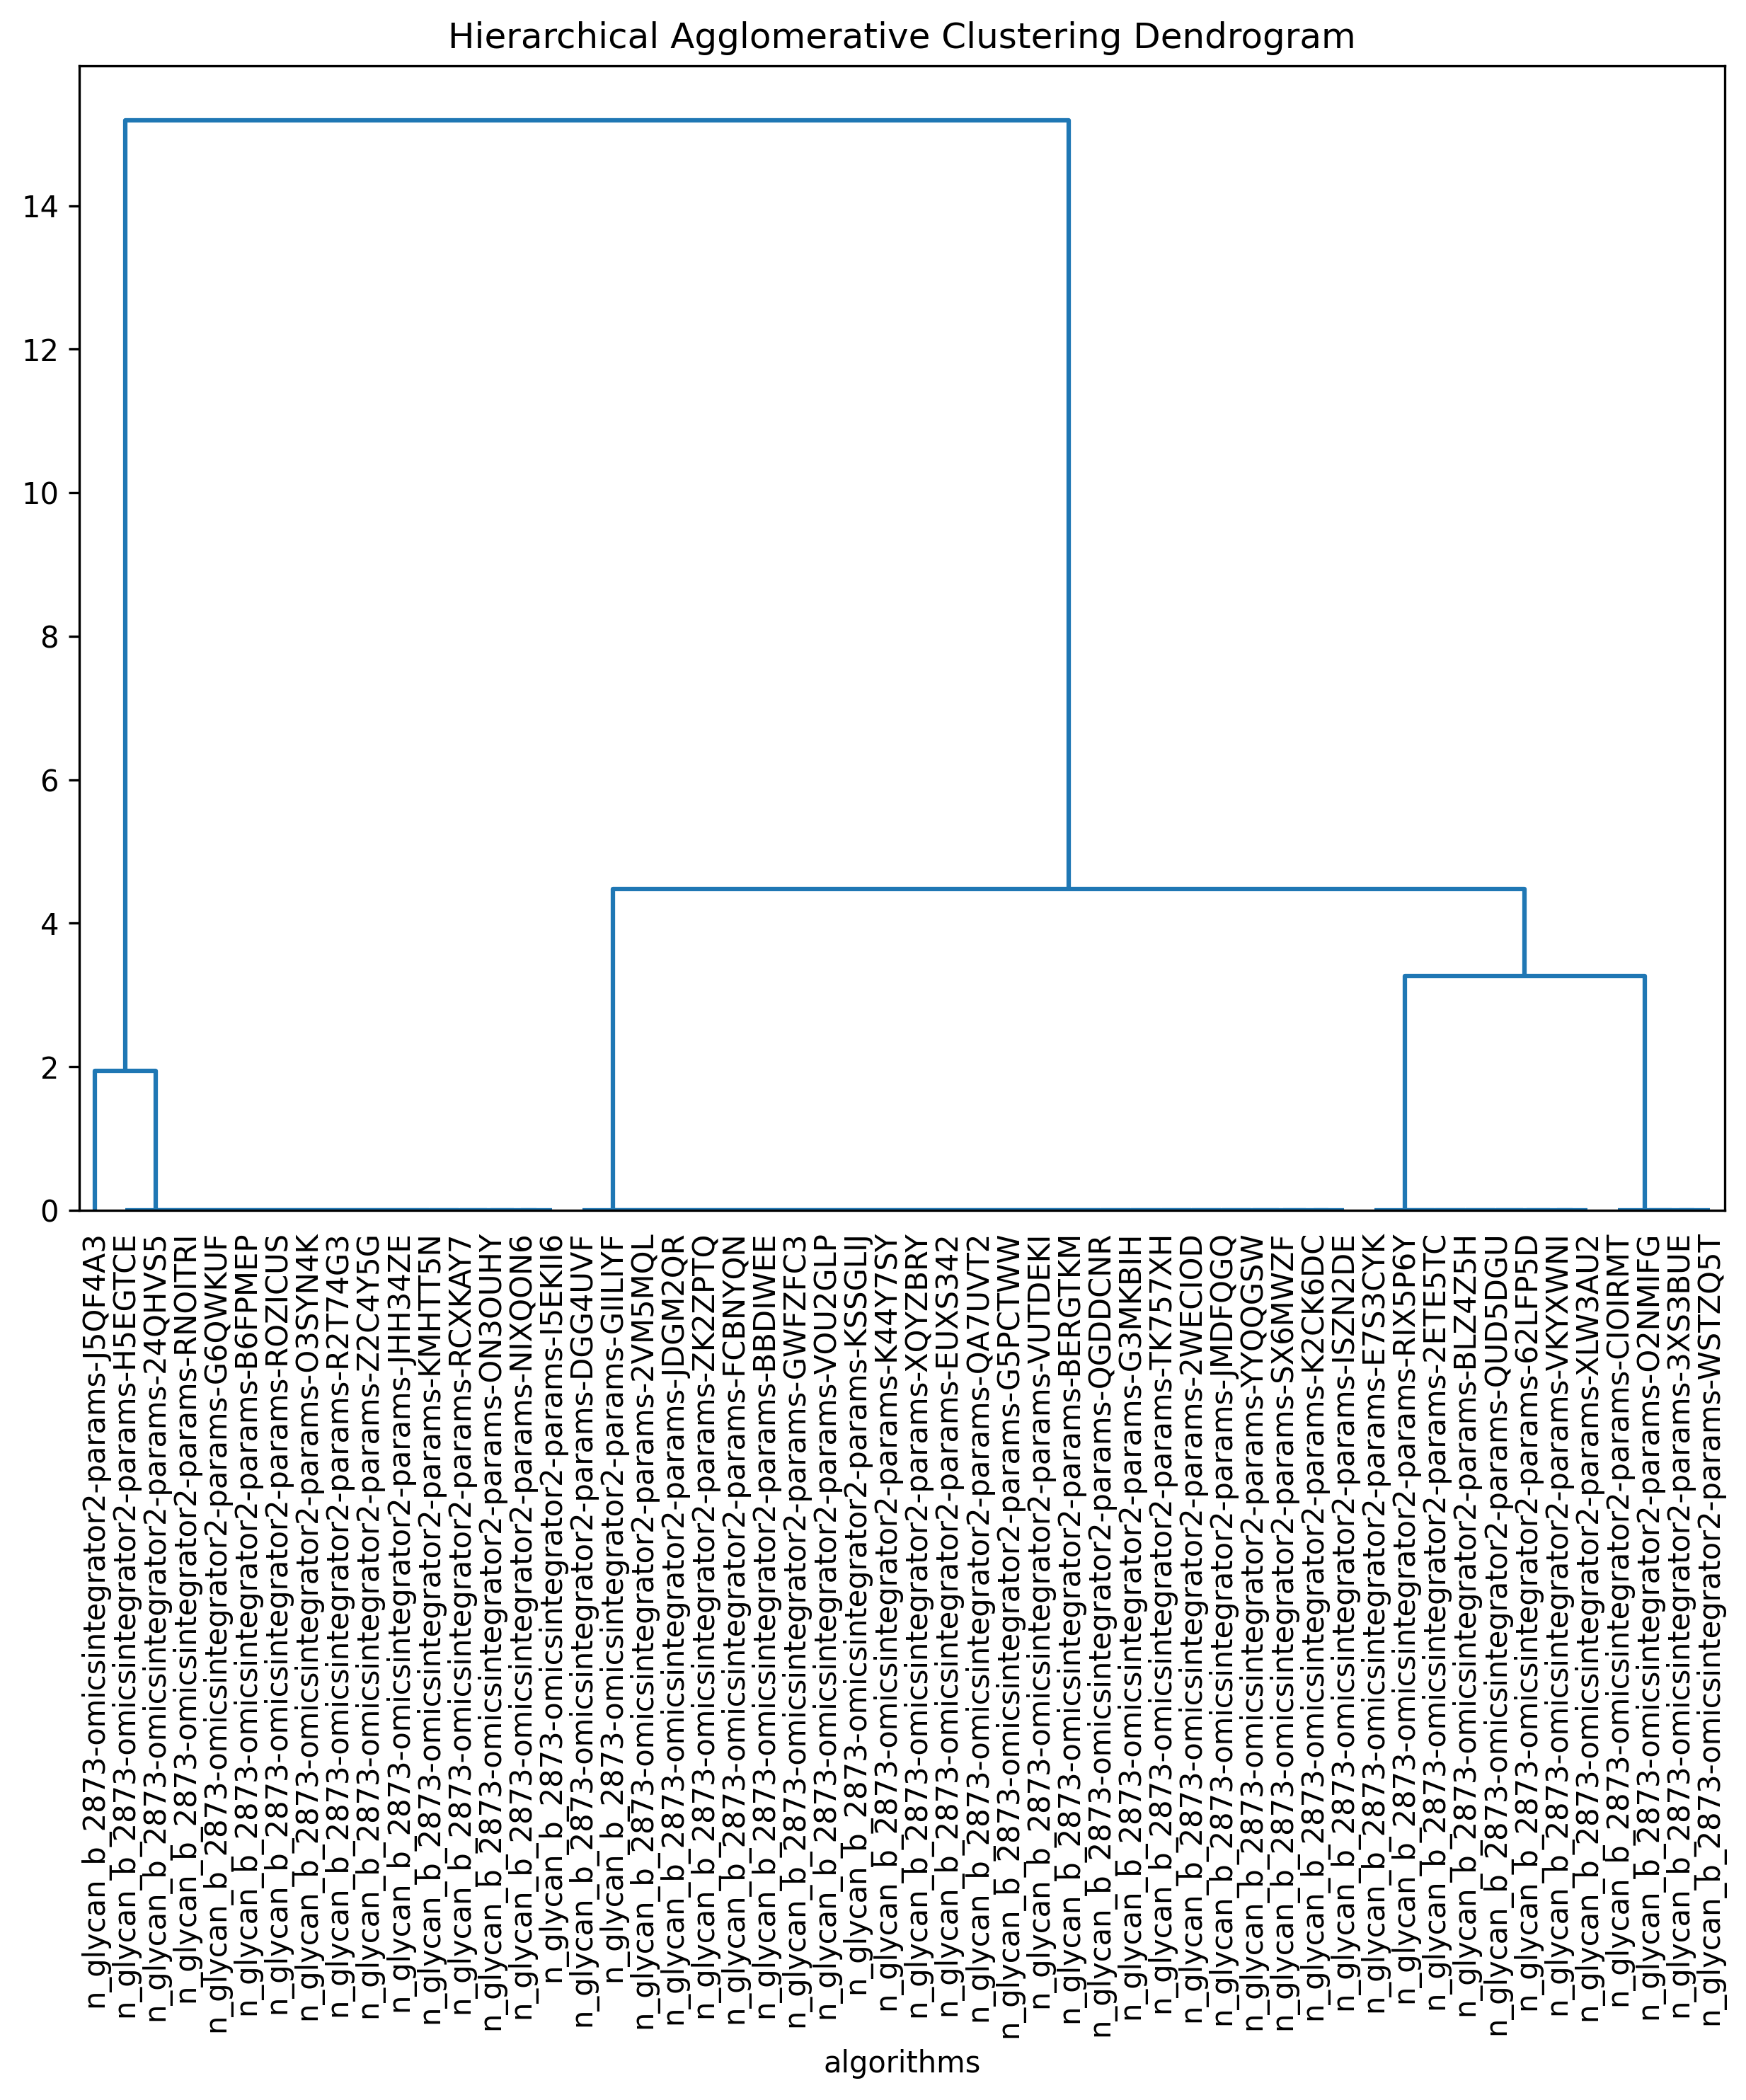 Hierarchical Agglomerative Clustering Dendrogram
14
12
10
8
6
4
2
0
n_glycan_b_2873-omicsintegrator2-params-J5QF4A3
n_glycan_b_2873-omicsintegrator2-params-H5EGTCE
n_glycan_b_2873-omicsintegrator2-params-24QHVS5
n_glycan_b_2873-omicsintegrator2-params-RNOITRI
n_glycan_b_2873-omicsintegrator2-params-G6QWKUF
n_glycan_b_2873-omicsintegrator2-params-B6FPMEP
n_glycan_b_2873-omicsintegrator2-params-ROZICUS
n_glycan_b_2873-omicsintegrator2-params-O3SYN4K
n_glycan_b_2873-omicsintegrator2-params-R2T74G3
n_glycan_b_2873-omicsintegrator2-params-Z2C4Y5G
n_glycan_b_2873-omicsintegrator2-params-JHH34ZE
n_glycan_b_2873-omicsintegrator2-params-KMHTT5N
n_glycan_b_2873-omicsintegrator2-params-RCXKAY7
n_glycan_b_2873-omicsintegrator2-params-ON3OUHY
n_glycan_b_2873-omicsintegrator2-params-NIXQON6
n_glycan_b_2873-omicsintegrator2-params-I5EKII6
n_glycan_b_2873-omicsintegrator2-params-DGG4UVF
n_glycan_b_2873-omicsintegrator2-params-GIILIYF
n_glycan_b_2873-omicsintegrator2-params-2VM5MQL
n_glycan_b_2873-omicsintegrator2-params-JDGM2QR
n_glycan_b_2873-omicsintegrator2-params-ZK2ZPTQ
n_glycan_b_2873-omicsintegrator2-params-FCBNYQN
n_glycan_b_2873-omicsintegrator2-params-BBDIWEE
n_glycan_b_2873-omicsintegrator2-params-GWFZFC3
n_glycan_b_2873-omicsintegrator2-params-VOU2GLP
n_glycan_b_2873-omicsintegrator2-params-KSSGLIJ
n_glycan_b_2873-omicsintegrator2-params-K44Y7SY
n_glycan_b_2873-omicsintegrator2-params-XQYZBRY
n_glycan_b_2873-omicsintegrator2-params-EUXS342
n_glycan_b_2873-omicsintegrator2-params-QA7UVT2
n_glycan_b_2873-omicsintegrator2-params-G5PCTWW
n_glycan_b_2873-omicsintegrator2-params-VUTDEKI
n_glycan_b_2873-omicsintegrator2-params-BERGTKM
n_glycan_b_2873-omicsintegrator2-params-QGDDCNR
n_glycan_b_2873-omicsintegrator2-params-G3MKBIH
n_glycan_b_2873-omicsintegrator2-params-TK757XH
n_glycan_b_2873-omicsintegrator2-params-2WECIOD
n_glycan_b_2873-omicsintegrator2-params-JMDFQGQ
n_glycan_b_2873-omicsintegrator2-params-YYQQGSW
n_glycan_b_2873-omicsintegrator2-params-SX6MWZF
n_glycan_b_2873-omicsintegrator2-params-K2CK6DC
n_glycan_b_2873-omicsintegrator2-params-ISZN2DE
n_glycan_b_2873-omicsintegrator2-params-E7S3CYK
n_glycan_b_2873-omicsintegrator2-params-RIX5P6Y
n_glycan_b_2873-omicsintegrator2-params-2ETE5TC
n_glycan_b_2873-omicsintegrator2-params-BLZ4Z5H
n_glycan_b_2873-omicsintegrator2-params-QUD5DGU
n_glycan_b_2873-omicsintegrator2-params-62LFP5D
n_glycan_b_2873-omicsintegrator2-params-VKYXWNI
n_glycan_b_2873-omicsintegrator2-params-XLW3AU2
n_glycan_b_2873-omicsintegrator2-params-CIOIRMT
n_glycan_b_2873-omicsintegrator2-params-O2NMIFG
n_glycan_b_2873-omicsintegrator2-params-3XS3BUE
n_glycan_b_2873-omicsintegrator2-params-WSTZQ5T
algorithms